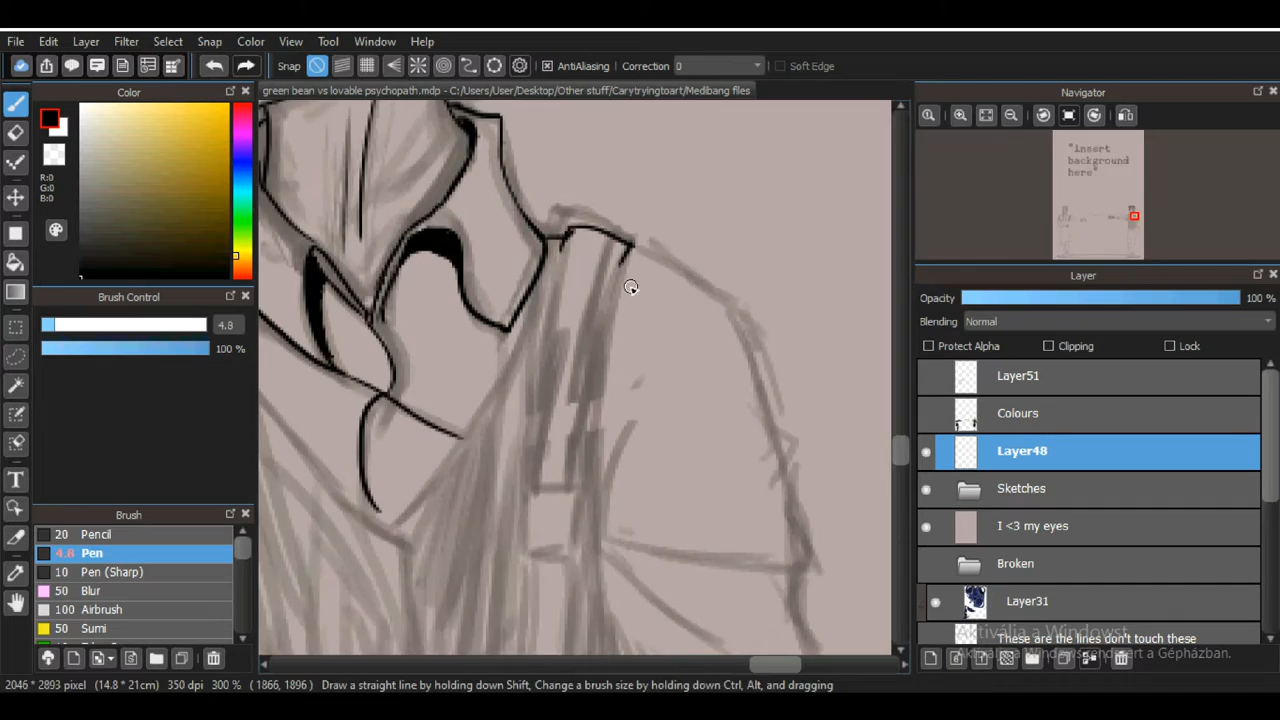 File Edit Layer Filter Select Snap Color View Tool Window Help
Snap AntiAliasing Correction 0 Soft Edge
Color
R:0
G:0
B:0
Brush Control
4.8
100 %
Brush
20 Pencil
4.8 Pen
10 Pen (Sharp)
50 Blur
100 Airbrush
50 Sumi
green bean vs lovable psychopath.mdp - C:/Users/User/Desktop/Other stuff/Carytryingtoart/Medibang files
Navigator
"insert
background
here"
Layer
Opacity 100 %
Blending Normal
Protect Alpha Clipping Lock
Layer51
Colours
Layer48
Sketches
I <3 my eyes
Broken
Layer31
These are the lines don't touch these
Aktiválja a Windowst
Aktiválja a Windowsrendszert a Gépházban.
2046 * 2893 pixel (14.8 * 21cm) 350 dpi 300 % ( 1866, 1896 ) Draw a straight line by holding down Shift, Change a brush size by holding down Ctrl, Alt, and dragging